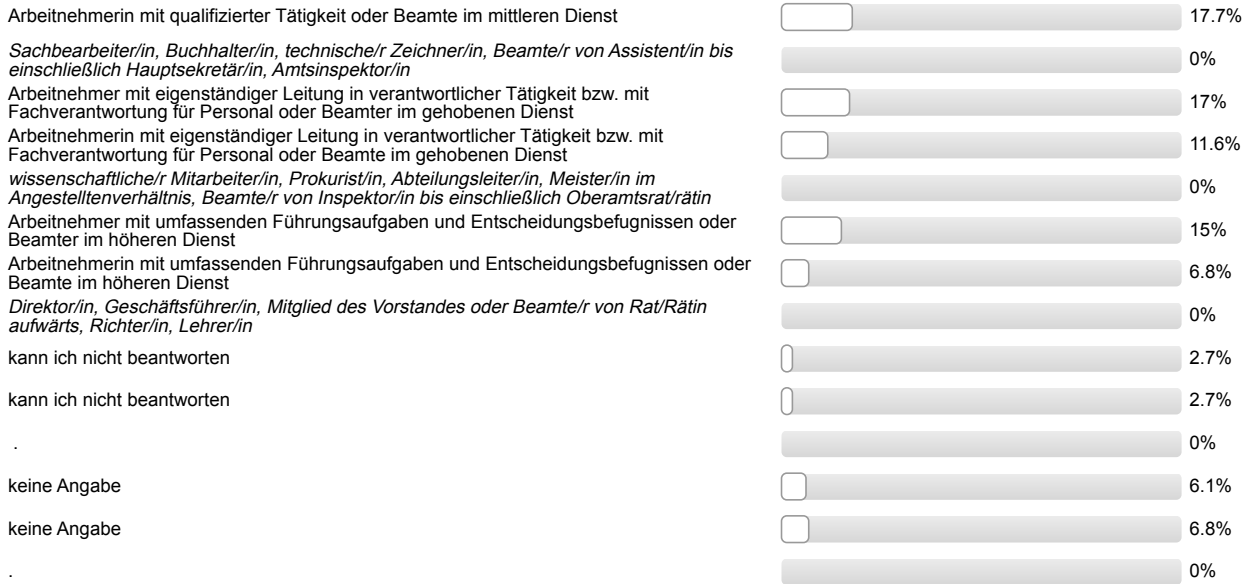 Arbeitnehmerin mit qualifizierter Tätigkeit oder Beamte im mittleren Dienst 17.7%
Sachbearbeiter/in, Buchhalter/in, technische/r Zeichner/in, Beamte/r von Assistent/in bis
einschließlich Hauptsekretär/in, Amtsinspektor/in 0%
Arbeitnehmer mit eigenständiger Leitung in verantwortlicher Tätigkeit bzw. mit
Fachverantwortung für Personal oder Beamter im gehobenen Dienst 17%
Arbeitnehmerin mit eigenständiger Leitung in verantwortlicher Tätigkeit bzw. mit
Fachverantwortung für Personal oder Beamte im gehobenen Dienst 11.6%
wissenschaftliche/r Mitarbeiter/in, Prokurist/in, Abteilungsleiter/in, Meister/in im
Angestelltenverhältnis, Beamte/r von Inspektor/in bis einschließlich Oberamtsrat/rätin 0%
Arbeitnehmer mit umfassenden Führungsaufgaben und Entscheidungsbefugnissen oder
Beamter im höheren Dienst 15%
Arbeitnehmerin mit umfassenden Führungsaufgaben und Entscheidungsbefugnissen oder
Beamte im höheren Dienst 6.8%
Direktor/in, Geschäftsführer/in, Mitglied des Vorstandes oder Beamte/r von Rat/Rätin
aufwärts, Richter/in, Lehrer/in 0%
kann ich nicht beantworten 2.7%
kann ich nicht beantworten 2.7%
. 0%
keine Angabe 6.1%
keine Angabe 6.8%
. 0%